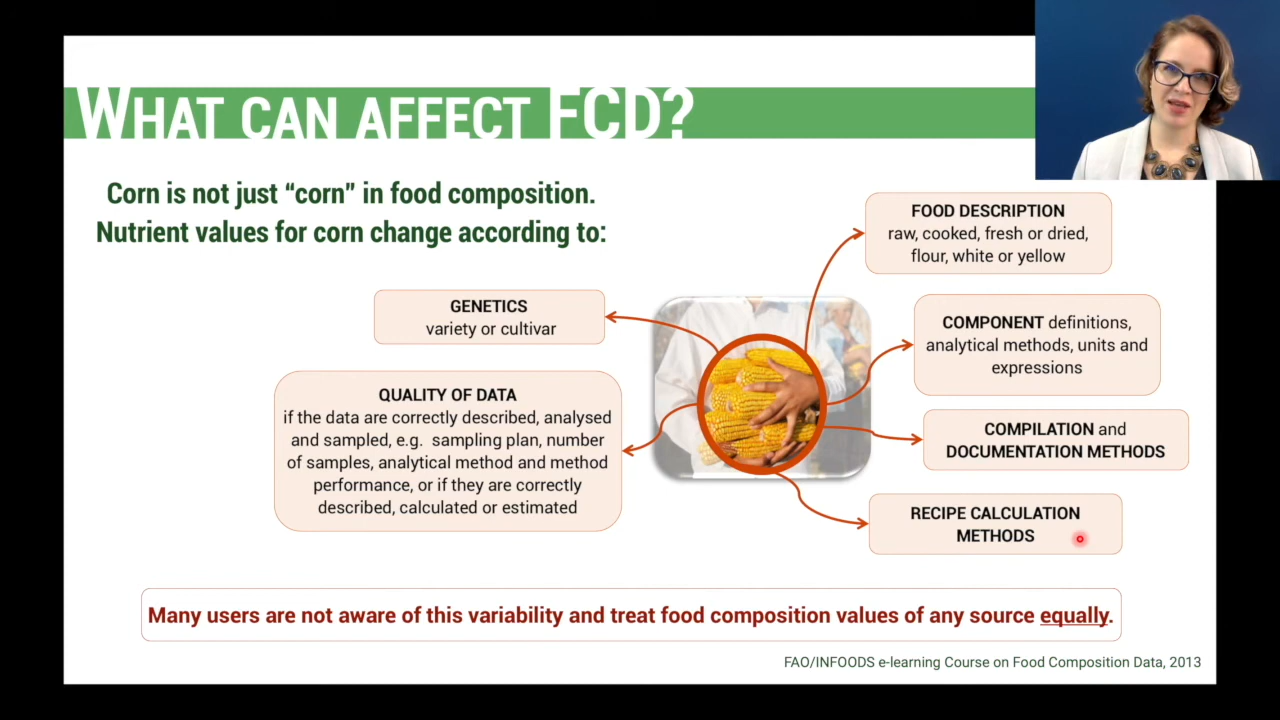 WHAT CAN AFFECT FCD?
Corn is not just “corn” in food composition.
Nutrient values for corn change according to:
FOOD DESCRIPTION
raw, cooked, fresh or dried,
flour, white or yellow
GENETICS
variety or cultivar
COMPONENT definitions,
analytical methods, units and
expressions
QUALITY OF DATA
if the data are correctly described, analysed
and sampled, e.g. sampling plan, number
of samples, analytical method and method
performance, or if they are correctly
described, calculated or estimated
COMPILATION and
DOCUMENTATION METHODS
RECIPE CALCULATION
METHODS
Many users are not aware of this variability and treat food composition values of any source equally.
FAO/INFOODS e-learning Course on Food Composition Data, 2013